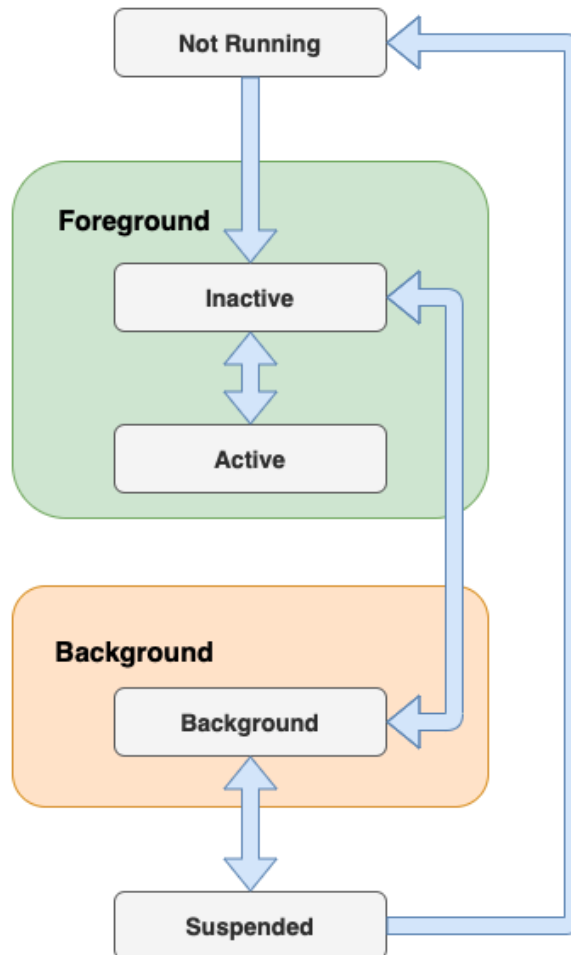 Not Running
Foreground
Inactive
Active
Background
Background
Suspended